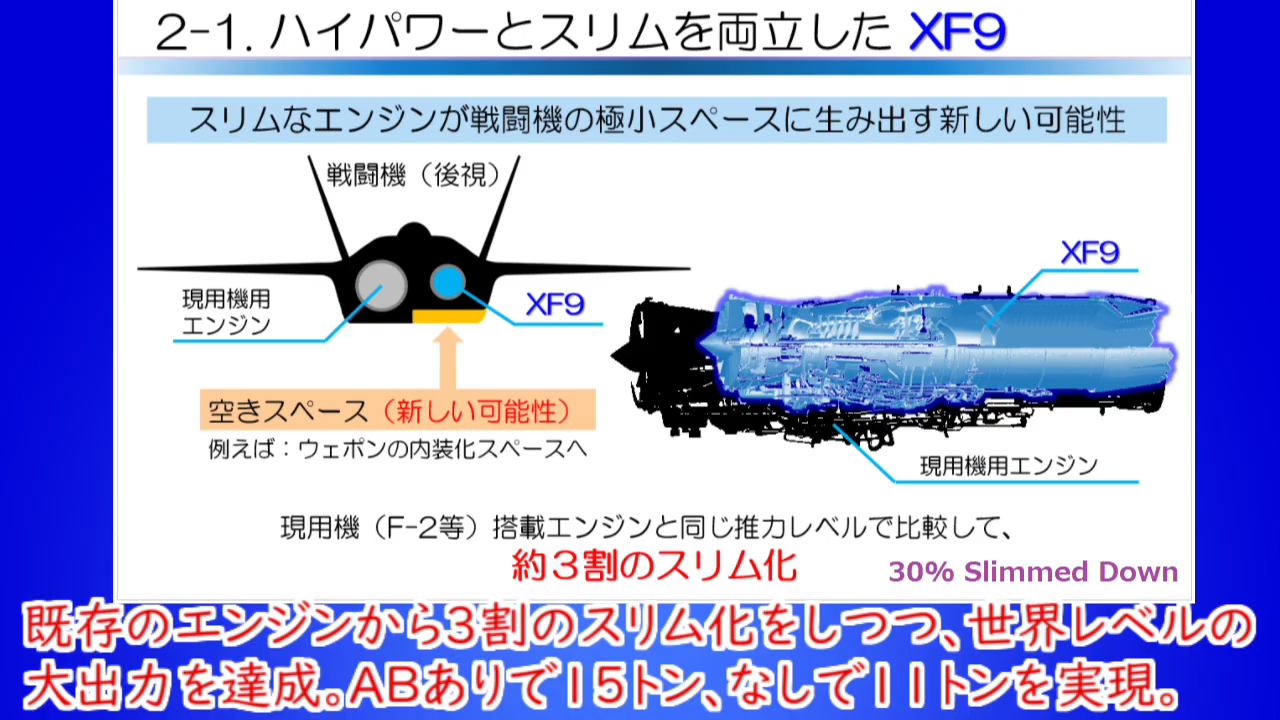 2-1. ハイパワーとスリムを両立した XF9
スリムなエンジンが戦闘機の極小スペースに生み出す新しい可能性
戦闘機（後視）
現用機用
エンジン
XF9
XF9
空きスペース（新しい可能性）
例えば：ウェポンの内装化スペースへ
現用機用エンジン
現用機（F-2等）搭載エンジンと同じ推力レベルで比較して、
約３割のスリム化
30% Slimmed Down
既存のエンジンから3割のスリム化をしつつ、世界レベルの
大出力を達成。ABありで15トン、なしで11トンを実現。